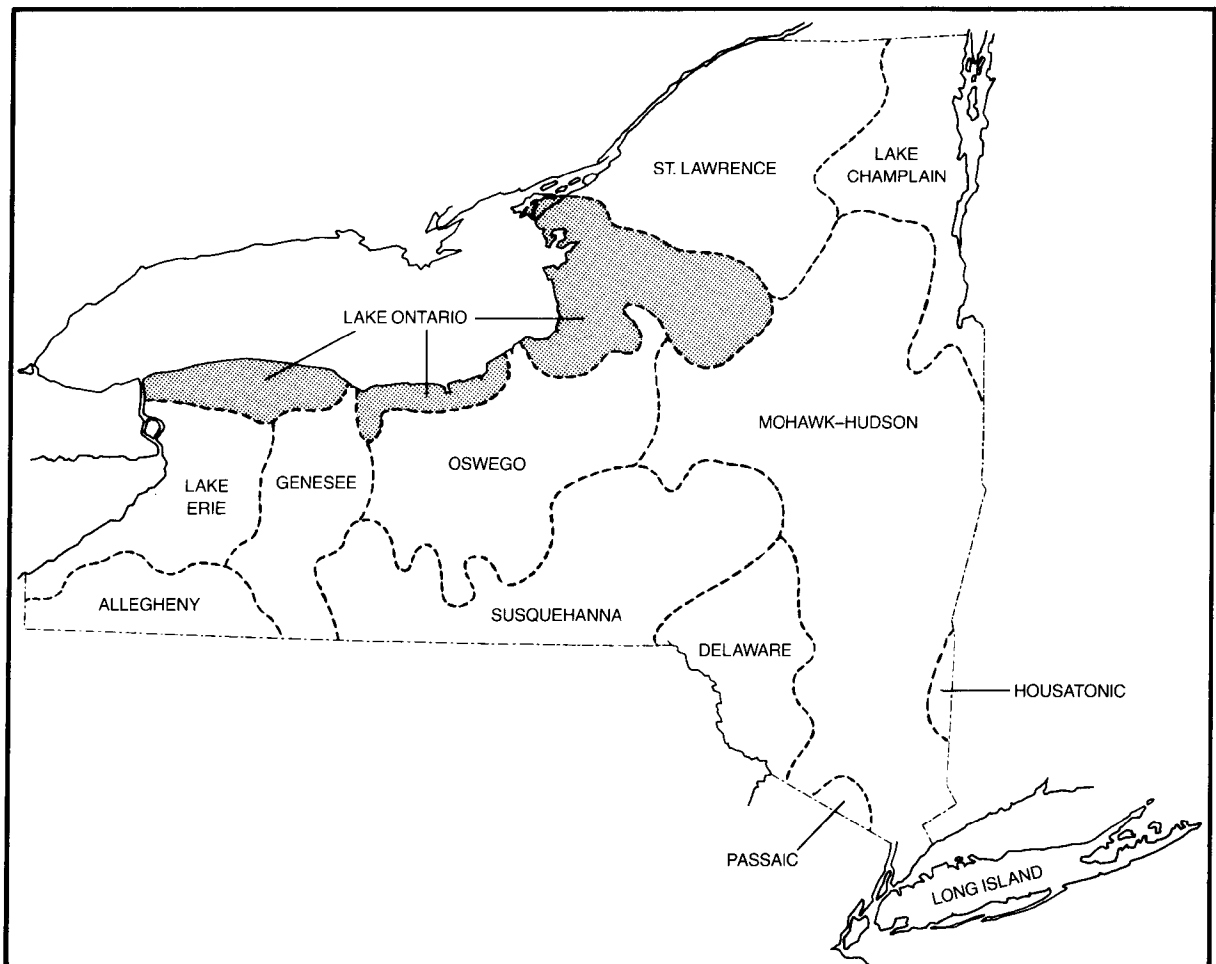 ST. LAWRENCE
LAKE
CHAMPLAIN
LAKE ONTARIO
MOHAWK–HUDSON
OSWEGO
GENESEE
LAKE
ERIE
ALLEGHENY
SUSQUEHANNA
DELAWARE
HOUSATONIC
PASSAIC
LONG ISLAND